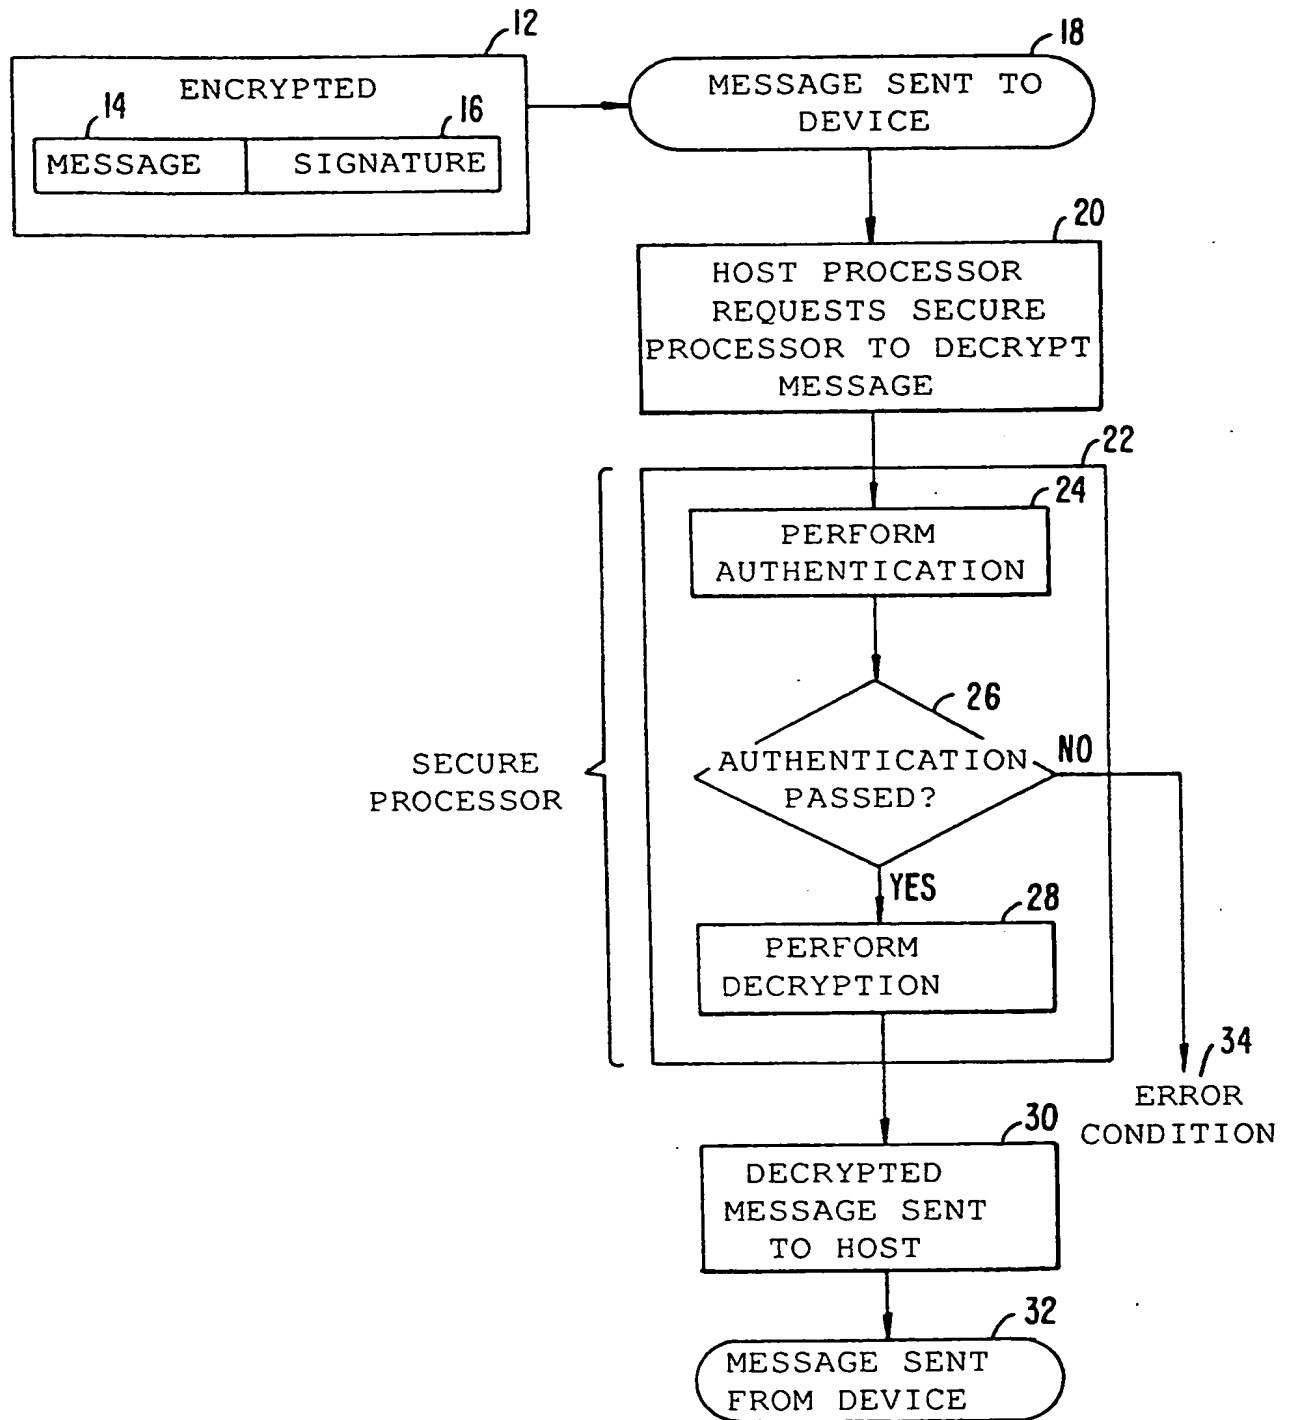 12
ENCRYPTED
14
16
MESSAGE
SIGNATURE
18
MESSAGE SENT TO
DEVICE
20
HOST PROCESSOR
REQUESTS SECURE
PROCESSOR TO DECRYPT
MESSAGE
22
24
PERFORM
AUTHENTICATION
26
AUTHENTICATION
PASSED?
NO
SECURE
PROCESSOR
YES
28
PERFORM
DECRYPTION
34
ERROR
CONDITION
30
DECRYPTED
MESSAGE SENT
TO HOST
32
MESSAGE SENT
FROM DEVICE